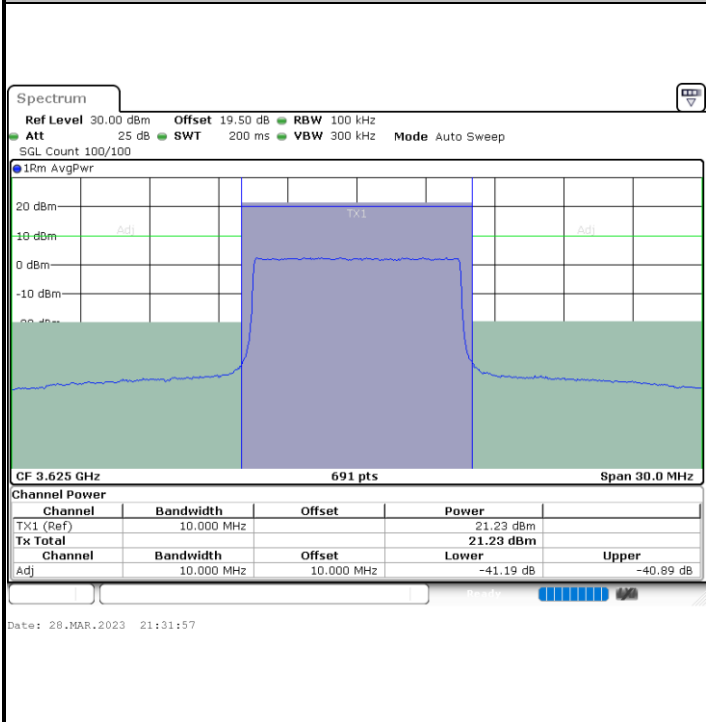 Spectrum
Ref Level 30.00 dBm Offset 19.50 dB RBW 100 kHz
Att 25 dB SWT 200 ms VBW 300 kHz Mode Auto Sweep
SGL Count 100/100
1Rm AvgPwr
20 dBm
TX1
Adj Adj
10 dBm
0 dBm
-10 dBm
-20 dBm
CF 3.625 GHz 691 pts Span 30.0 MHz
Channel Power
Channel Bandwidth Offset Power
TX1 (Ref) 10.000 MHz 21.23 dBm
Tx Total 21.23 dBm
Channel Bandwidth Offset Lower Upper
Adj 10.000 MHz 10.000 MHz -41.19 dB -40.89 dB
Ready
Date: 28.MAR.2023 21:31:57